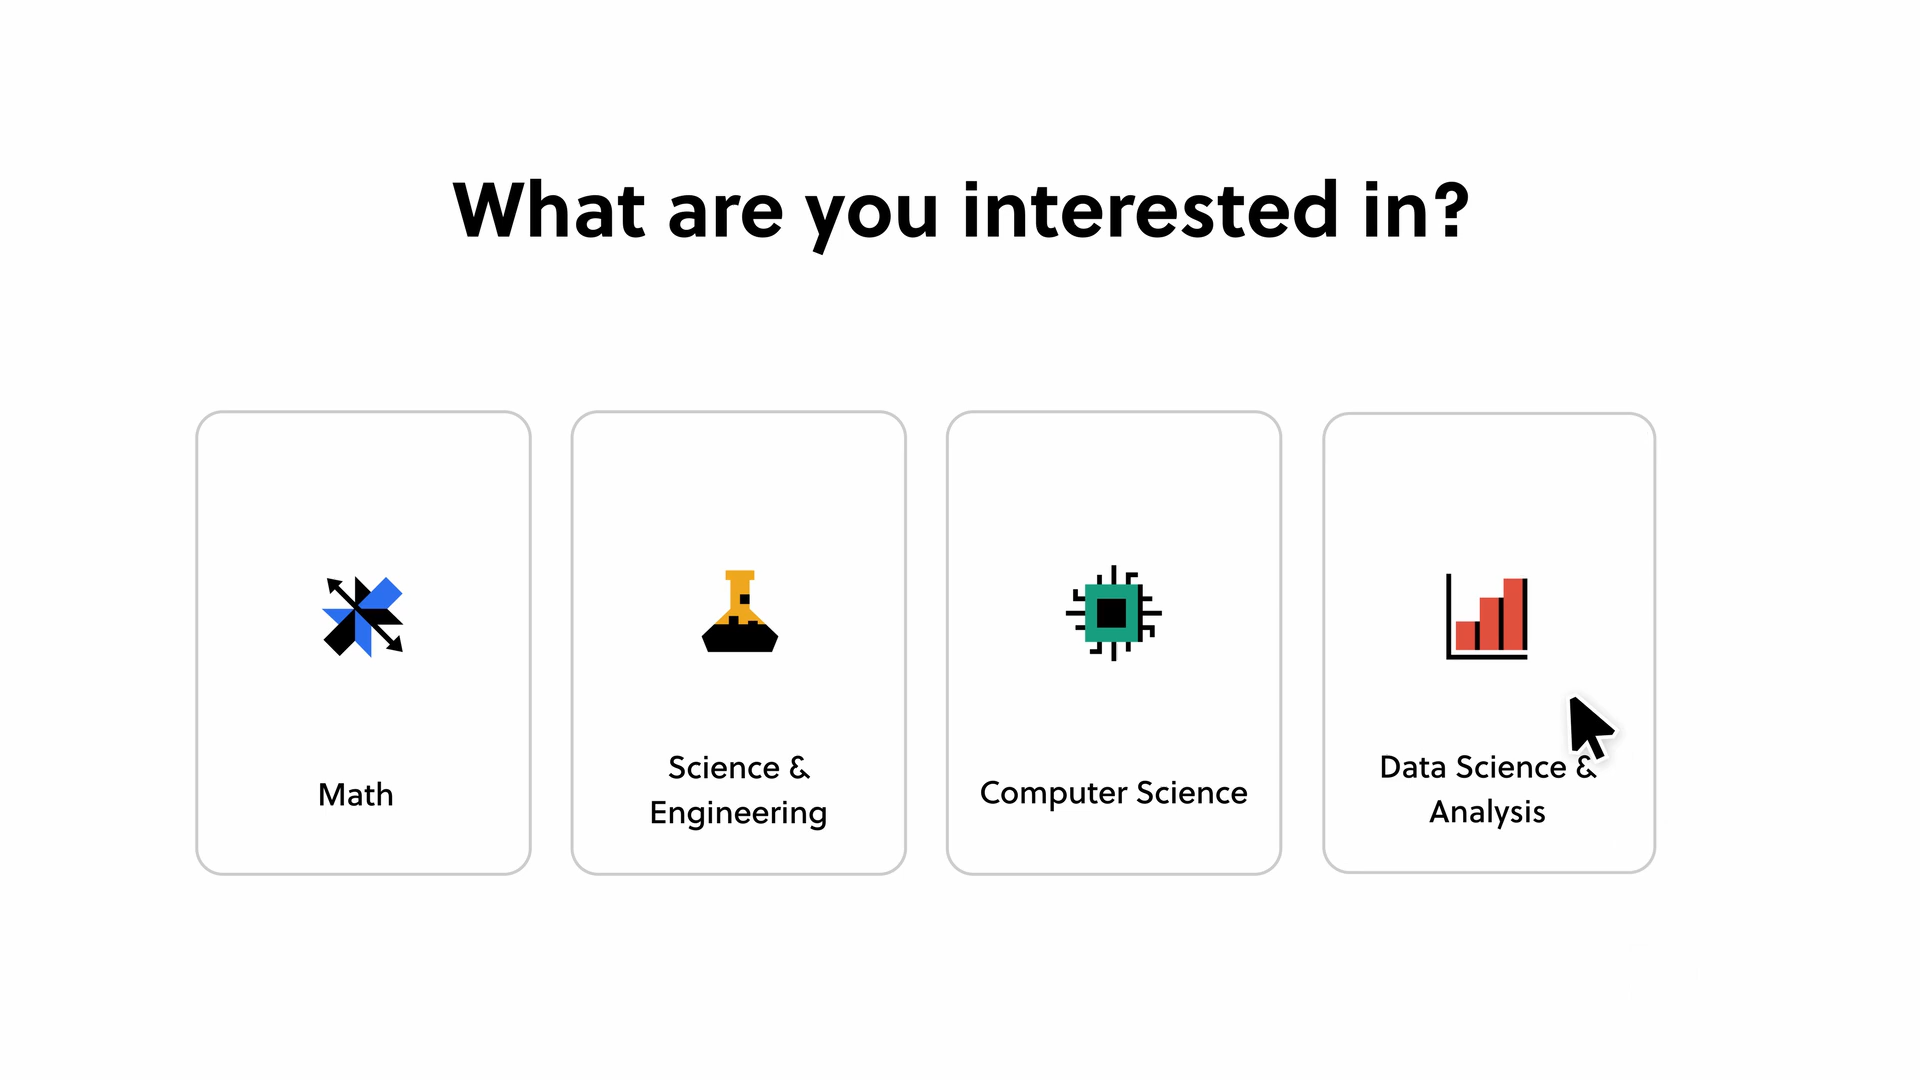 What are you interested in?
Math
Science &
Engineering
Computer Science
Data Science &
Analysis